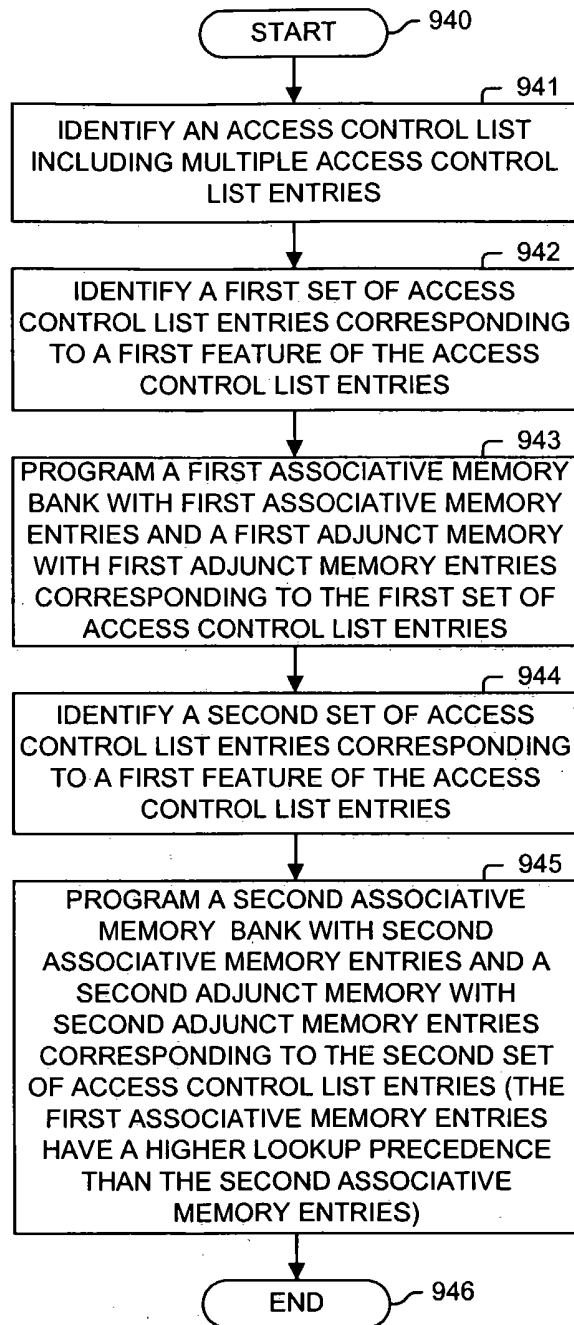 START
940
941
IDENTIFY AN ACCESS CONTROL LIST
INCLUDING MULTIPLE ACCESS CONTROL
LIST ENTRIES
942
IDENTIFY A FIRST SET OF ACCESS
CONTROL LIST ENTRIES CORRESPONDING
TO A FIRST FEATURE OF THE ACCESS
CONTROL LIST ENTRIES
943
PROGRAM A FIRST ASSOCIATIVE MEMORY
BANK WITH FIRST ASSOCIATIVE MEMORY
ENTRIES AND A FIRST ADJUNCT MEMORY
WITH FIRST ADJUNCT MEMORY ENTRIES
CORRESPONDING TO THE FIRST SET OF
ACCESS CONTROL LIST ENTRIES
944
IDENTIFY A SECOND SET OF ACCESS
CONTROL LIST ENTRIES CORRESPONDING
TO A FIRST FEATURE OF THE ACCESS
CONTROL LIST ENTRIES
945
PROGRAM A SECOND ASSOCIATIVE
MEMORY BANK WITH SECOND
ASSOCIATIVE MEMORY ENTRIES AND A
SECOND ADJUNCT MEMORY WITH
SECOND ADJUNCT MEMORY ENTRIES
CORRESPONDING TO THE SECOND SET
OF ACCESS CONTROL LIST ENTRIES (THE
FIRST ASSOCIATIVE MEMORY ENTRIES
HAVE A HIGHER LOOKUP PRECEDENCE
THAN THE SECOND ASSOCIATIVE
MEMORY ENTRIES)
END
946